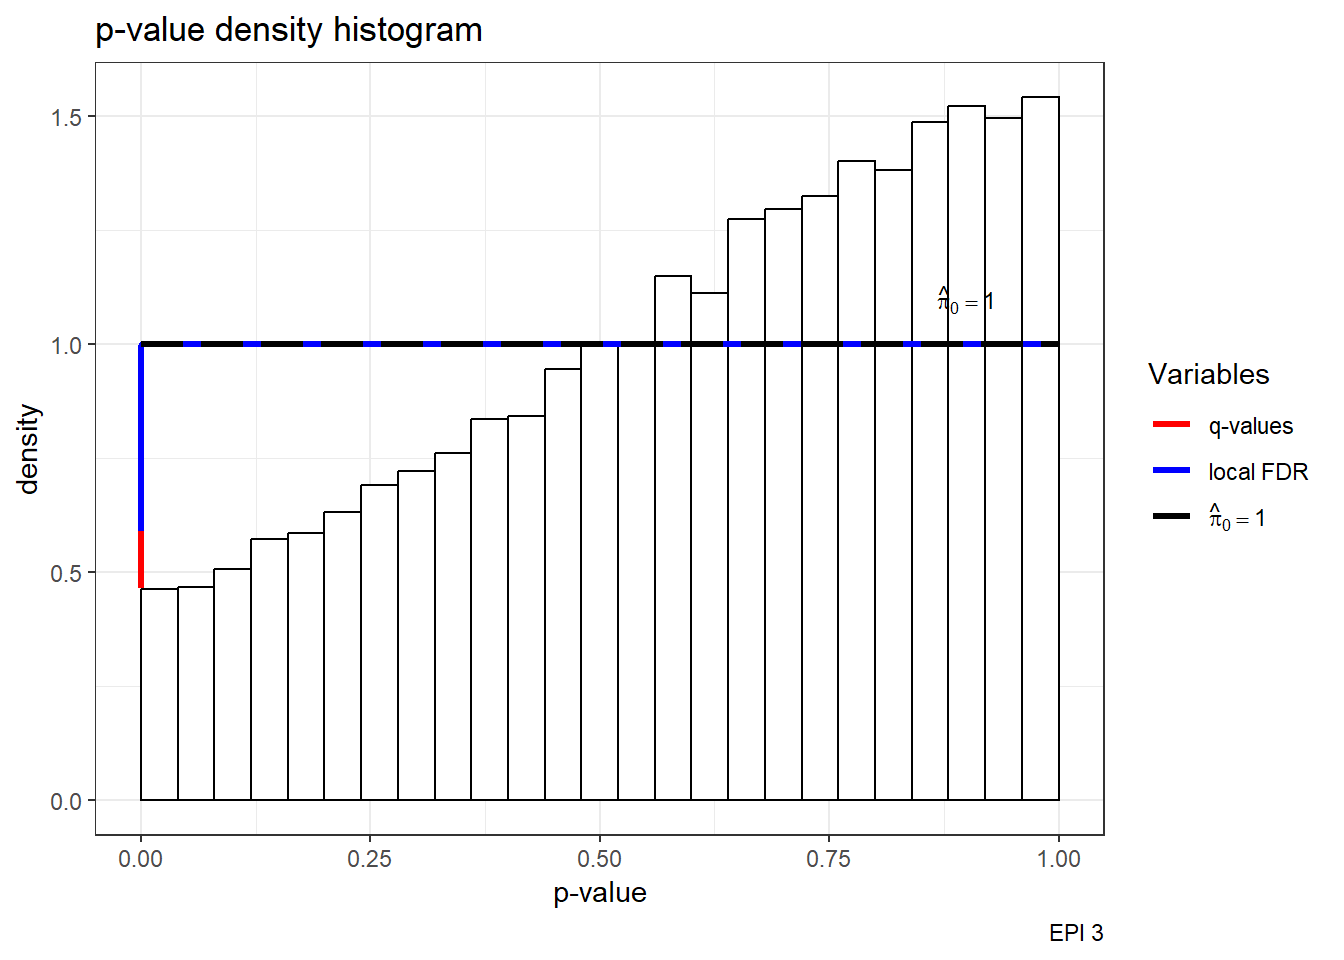 p-value density histogram
1.5
1.0
0.5
0.0
density
π̂₀ = 1
0.00 0.25 0.50 0.75 1.00
p-value
Variables
q-values
local FDR
π̂₀ = 1
EPI 3